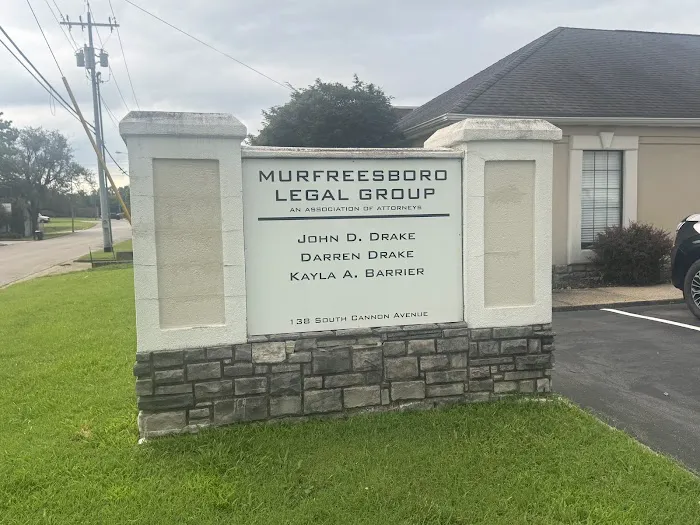 MURFREESBORO
LEGAL GROUP
AN ASSOCIATION OF ATTORNEYS
JOHN D. DRAKE
DARREN DRAKE
KAYLA A. BARRIER
138 SOUTH CANNON AVENUE